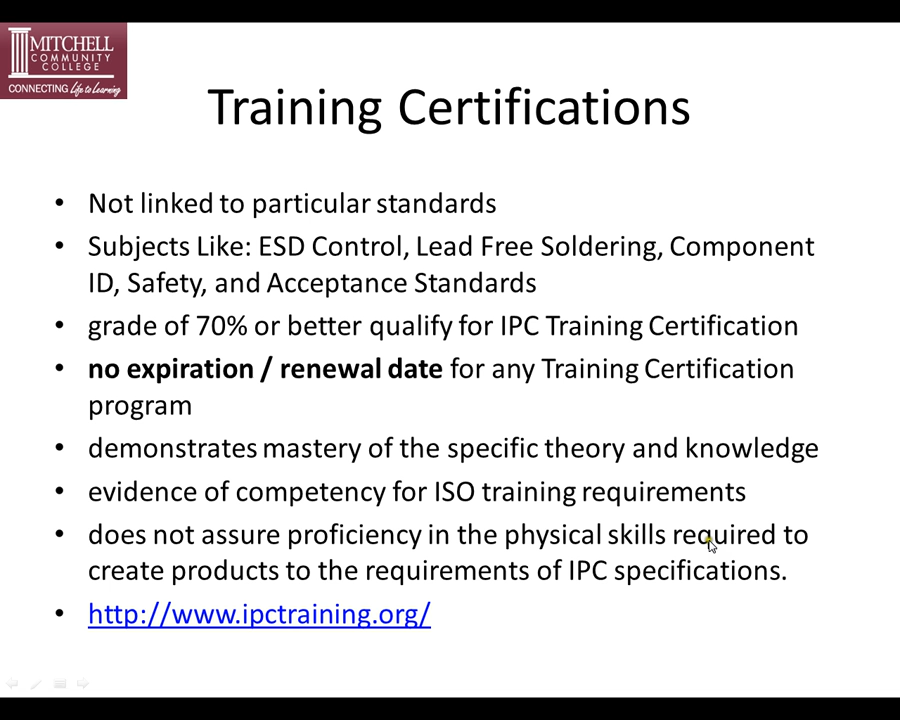 MITCHELL
COMMUNITY
COLLEGE
CONNECTING Life to Learning
Training Certifications
• Not linked to particular standards
• Subjects Like: ESD Control, Lead Free Soldering, Component
ID, Safety, and Acceptance Standards
• grade of 70% or better qualify for IPC Training Certification
• no expiration / renewal date for any Training Certification
program
• demonstrates mastery of the specific theory and knowledge
• evidence of competency for ISO training requirements
• does not assure proficiency in the physical skills required to
create products to the requirements of IPC specifications.
• http://www.ipctraining.org/